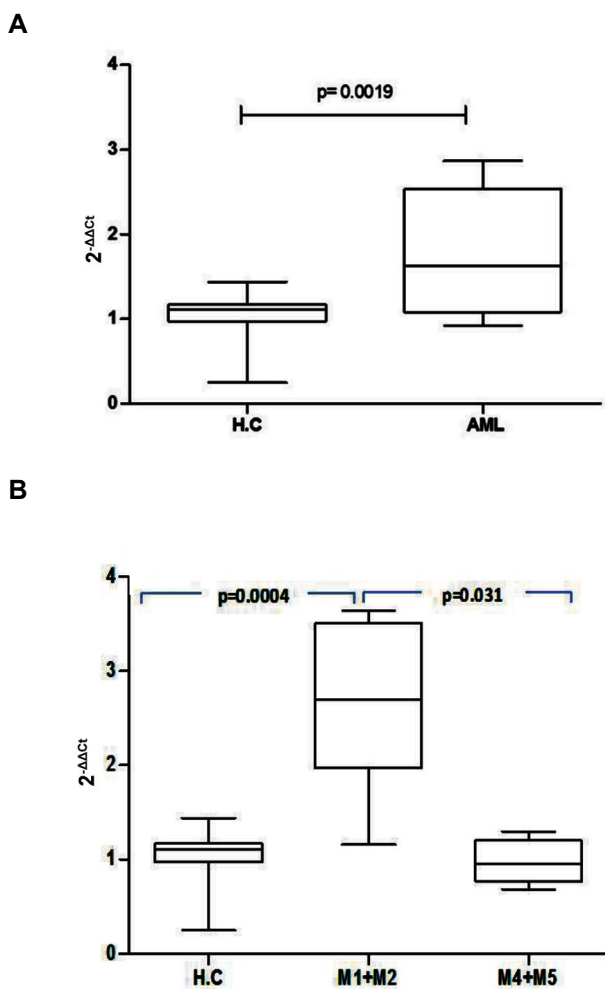 A
4
p= 0.0019
3
2
1
0
2-ΔΔCt
H.C AML
B
4
p=0.0004 p=0.031
3
2
1
0
2-ΔΔCt
H.C M1+M2 M4+M5